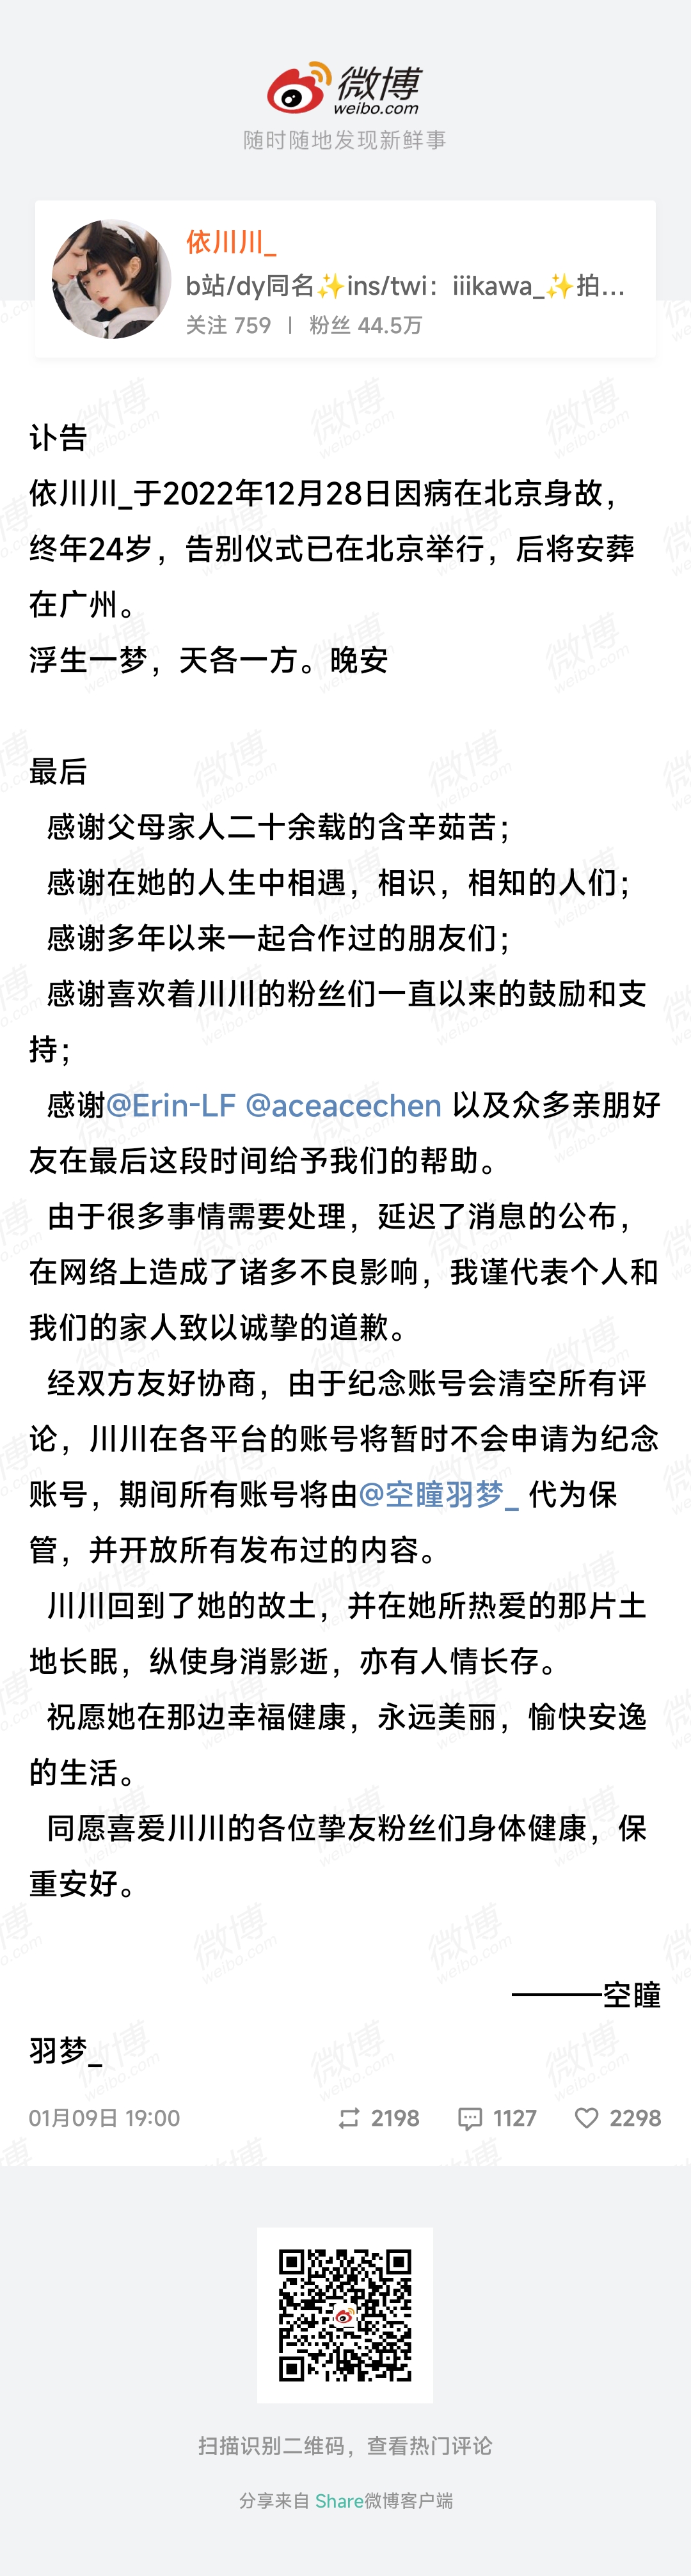 微博
weibo.com
随时随地发现新鲜事
依川川_
b站/dy同名✨ins/twi：iiikawa_✨拍...
关注 759 | 粉丝 44.5万
讣告
依川川_于2022年12月28日因病在北京身故，
终年24岁，告别仪式已在北京举行，后将安葬
在广州。
浮生一梦，天各一方。晚安
最后
感谢父母家人二十余载的含辛茹苦；
感谢在她的人生中相遇，相识，相知的人们；
感谢多年以来一起合作过的朋友们；
感谢喜欢着川川的粉丝们一直以来的鼓励和支
持；
感谢@Erin-LF @aceacechen 以及众多亲朋好
友在最后这段时间给予我们的帮助。
由于很多事情需要处理，延迟了消息的公布，
在网络上造成了诸多不良影响，我谨代表个人和
我们的家人致以诚挚的道歉。
经双方友好协商，由于纪念账号会清空所有评
论，川川在各平台的账号将暂时不会申请为纪念
账号，期间所有账号将由@空瞳羽梦_ 代为保
管，并开放所有发布过的内容。
川川回到了她的故土，并在她所热爱的那片土
地长眠，纵使身消影逝，亦有人情长存。
祝愿她在那边幸福健康，永远美丽，愉快安逸
的生活。
同愿喜爱川川的各位挚友粉丝们身体健康，保
重安好。
———空瞳
羽梦_
01月09日 19:00 2198 1127 2298
扫描识别二维码，查看热门评论
分享来自 Share微博客户端